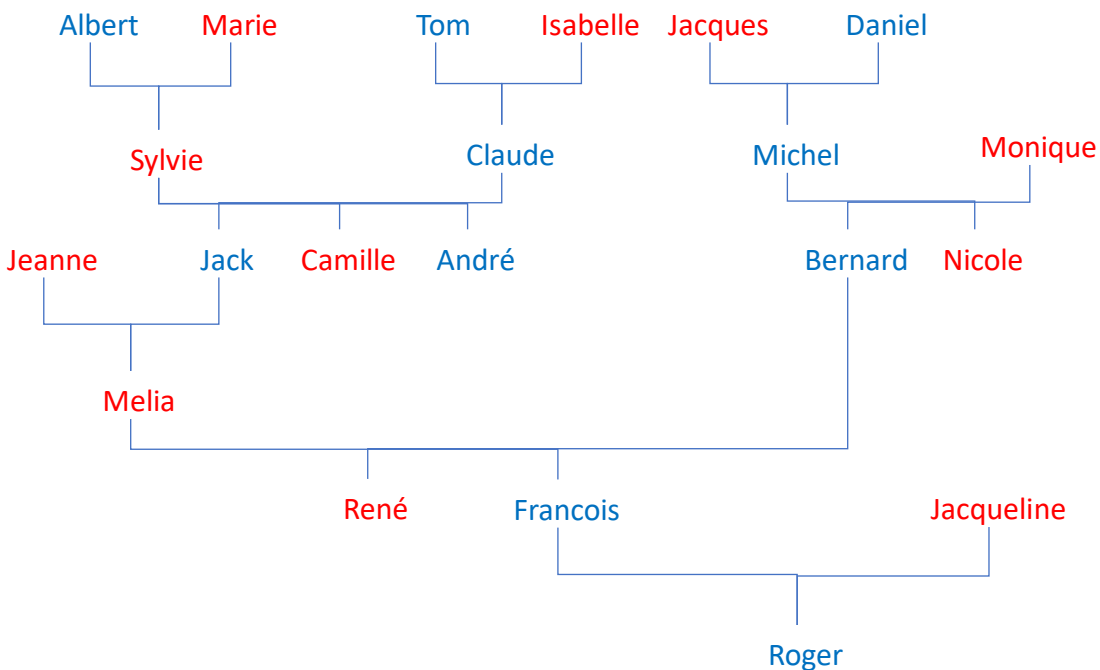 Albert Marie Tom Isabelle Jacques Daniel
Sylvie Claude Michel Monique
Jeanne Jack Camille André Bernard Nicole
Melia
René Francois Jacqueline
Roger